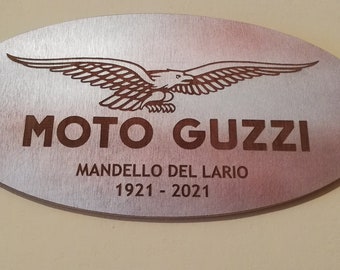 MOTO GUZZI
MANDELLO DEL LARIO
1921 - 2021